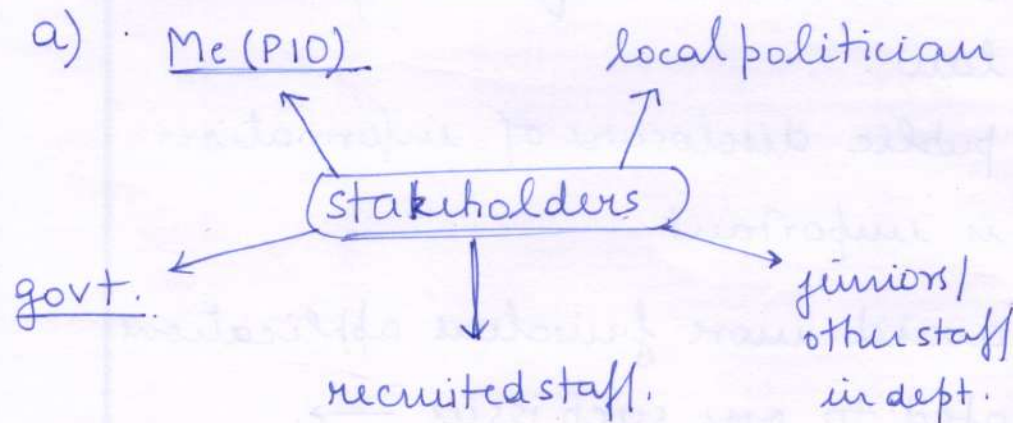 a) · Me (PIO)
local politician
stakeholders
govt.
recruited staff.
juniors/
other staff
in dept.